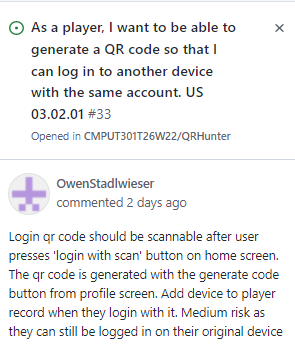 As a player, I want to be able to
generate a QR code so that I
can log in to another device
with the same account. US
03.02.01 #33
Opened in CMPUT301T26W22/QRHunter
OwenStadlwieser
commented 2 days ago
Login qr code should be scannable after user
presses 'login with scan' button on home screen.
The qr code is generated with the generate code
button from profile screen. Add device to player
record when they login with it. Medium risk as
they can still be logged in on their original device